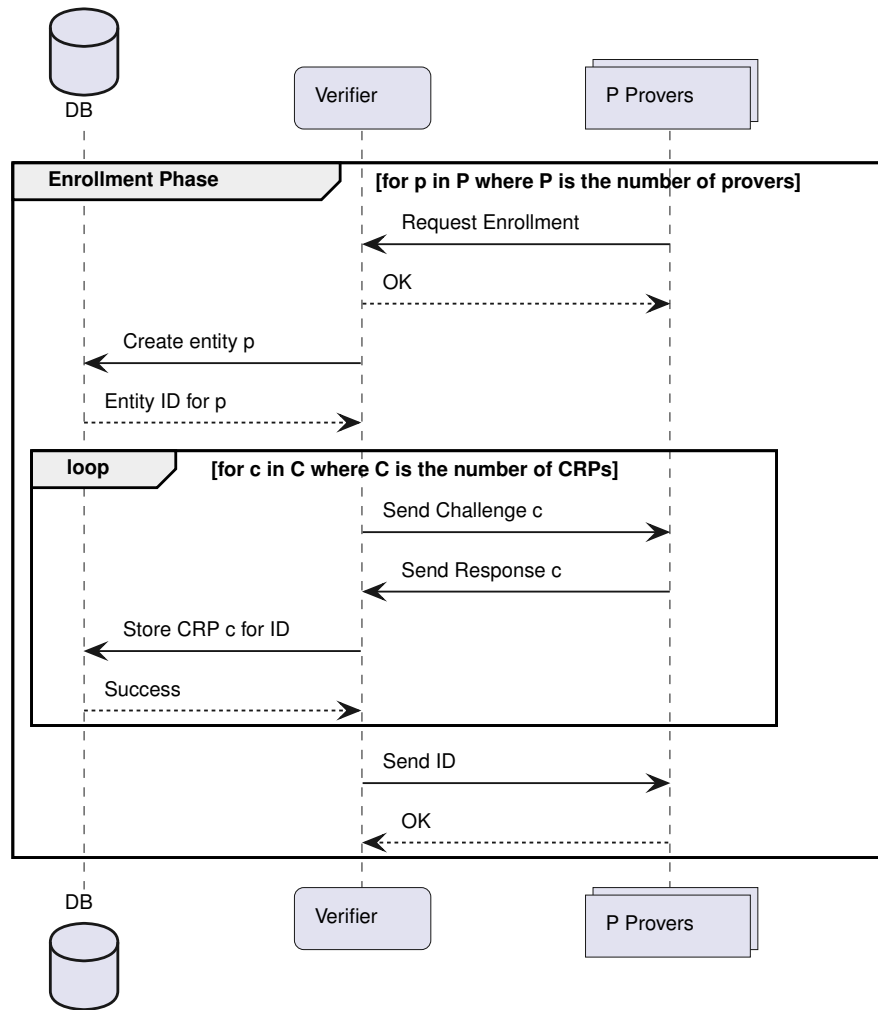 DB
Verifier
P Provers
Enrollment Phase
[for p in P where P is the number of provers]
Request Enrollment
OK
Create entity p
Entity ID for p
loop
[for c in C where C is the number of CRPs]
Send Challenge c
Send Response c
Store CRP c for ID
Success
Send ID
OK
DB
Verifier
P Provers